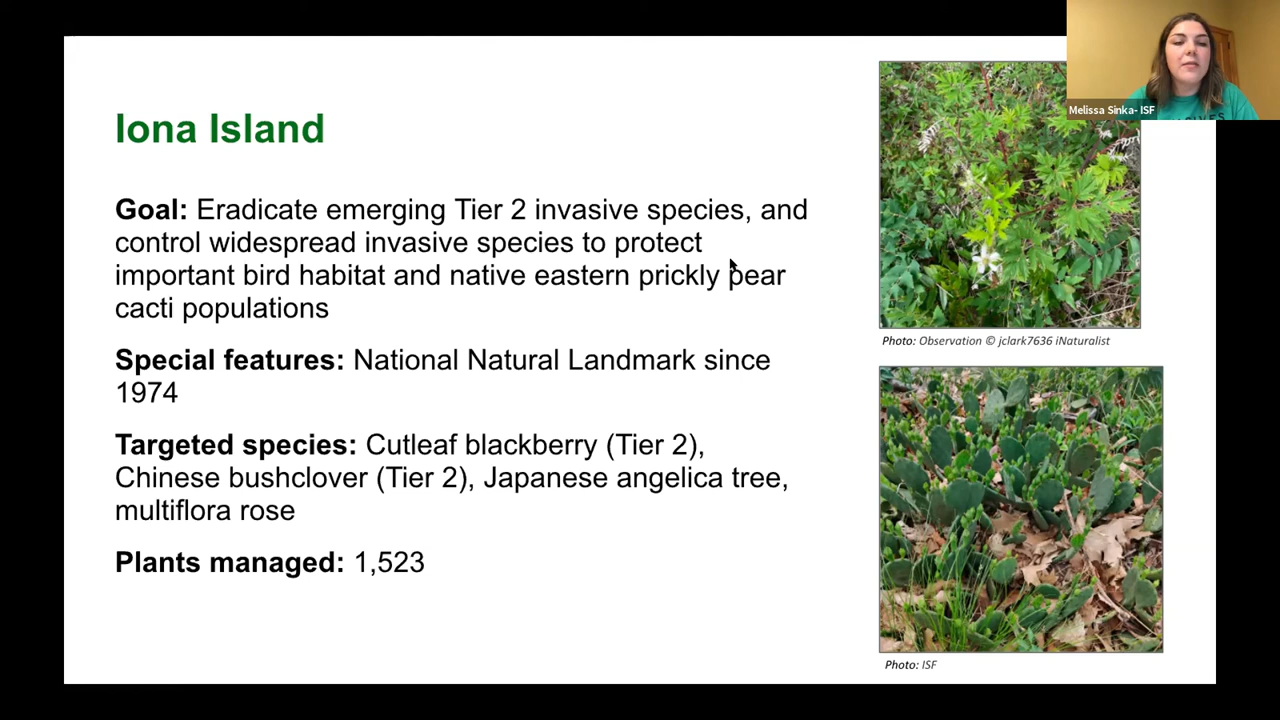 Iona Island
Goal: Eradicate emerging Tier 2 invasive species, and
control widespread invasive species to protect
important bird habitat and native eastern prickly pear
cacti populations
Special features: National Natural Landmark since
1974
Targeted species: Cutleaf blackberry (Tier 2),
Chinese bushclover (Tier 2), Japanese angelica tree,
multiflora rose
Plants managed: 1,523
Melissa Sinka- ISF
Photo: Observation © jclark7636 iNaturalist
Photo: ISF